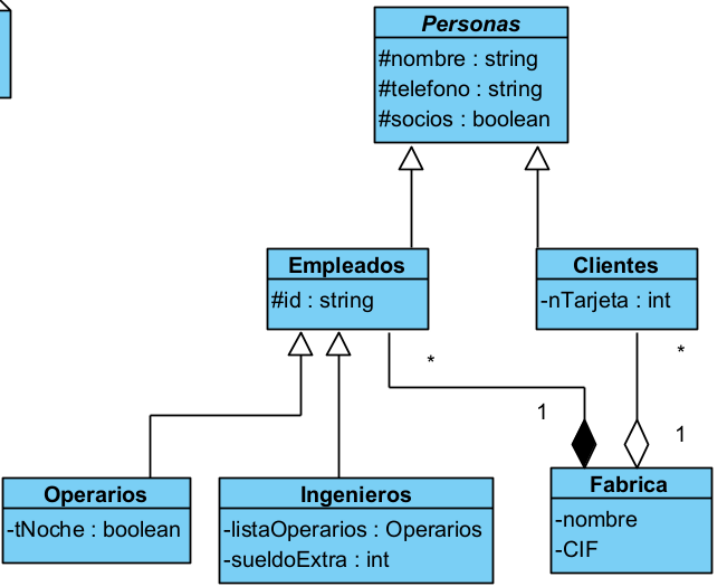 Personas
#nombre : string
#telefono : string
#socios : boolean
Empleados
#id : string
Clientes
-nTarjeta : int
*
*
1
1
Operarios
-tNoche : boolean
Ingenieros
-listaOperarios : Operarios
-sueldoExtra : int
Fabrica
-nombre
-CIF